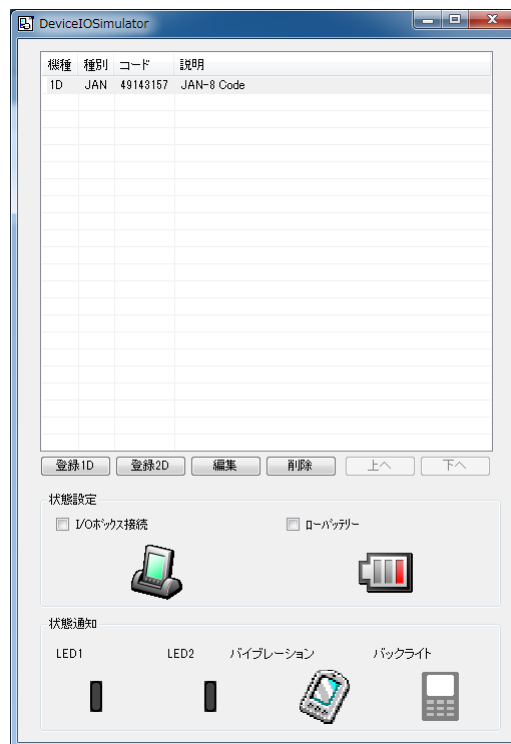 DeviceIOSimulator
機種 種別 コード 説明
1D JAN 49143157 JAN-8 Code
登録1D 登録2D 編集 削除 上へ 下へ
状態設定
I/Oボックス接続 ローバッテリー
状態通知
LED1 LED2 バイブレーション バックライト